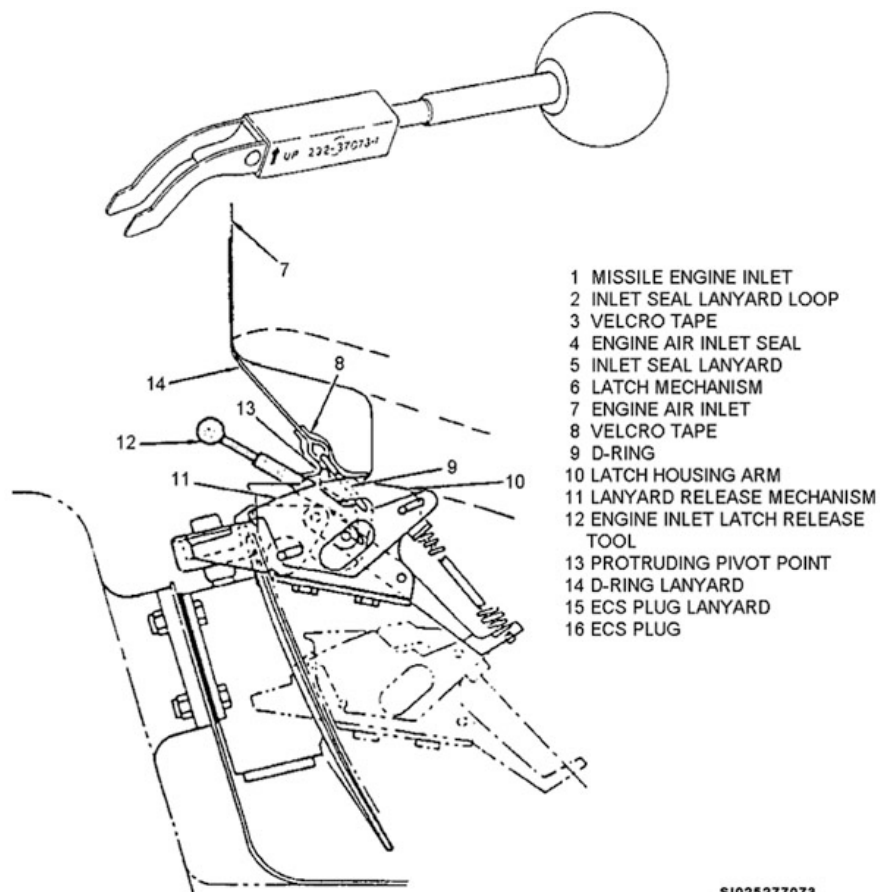 ↑ UP 232-37073-1
7
14
8
13
12
9
11
10
1 MISSILE ENGINE INLET
2 INLET SEAL LANYARD LOOP
3 VELCRO TAPE
4 ENGINE AIR INLET SEAL
5 INLET SEAL LANYARD
6 LATCH MECHANISM
7 ENGINE AIR INLET
8 VELCRO TAPE
9 D-RING
10 LATCH HOUSING ARM
11 LANYARD RELEASE MECHANISM
12 ENGINE INLET LATCH RELEASE
TOOL
13 PROTRUDING PIVOT POINT
14 D-RING LANYARD
15 ECS PLUG LANYARD
16 ECS PLUG